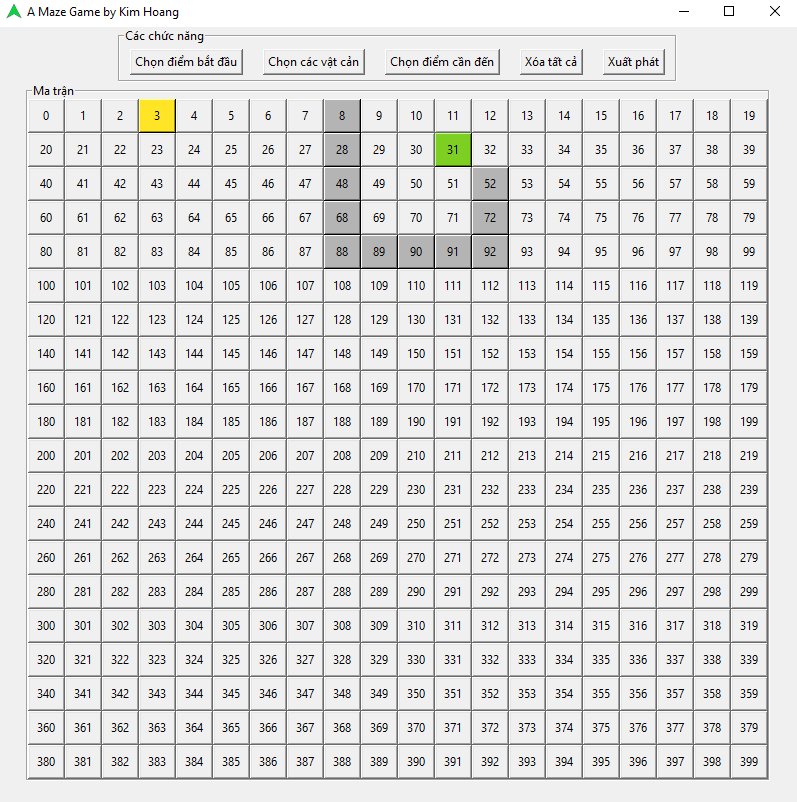 A Maze Game by Kim Hoang
Các chức năng
Chọn điểm bắt đầu Chọn các vật cản Chọn điểm cần đến Xóa tất cả Xuất phát
Ma trận
0 1 2 3 4 5 6 7 8 9 10 11 12 13 14 15 16 17 18 19
20 21 22 23 24 25 26 27 28 29 30 31 32 33 34 35 36 37 38 39
40 41 42 43 44 45 46 47 48 49 50 51 52 53 54 55 56 57 58 59
60 61 62 63 64 65 66 67 68 69 70 71 72 73 74 75 76 77 78 79
80 81 82 83 84 85 86 87 88 89 90 91 92 93 94 95 96 97 98 99
100 101 102 103 104 105 106 107 108 109 110 111 112 113 114 115 116 117 118 119
120 121 122 123 124 125 126 127 128 129 130 131 132 133 134 135 136 137 138 139
140 141 142 143 144 145 146 147 148 149 150 151 152 153 154 155 156 157 158 159
160 161 162 163 164 165 166 167 168 169 170 171 172 173 174 175 176 177 178 179
180 181 182 183 184 185 186 187 188 189 190 191 192 193 194 195 196 197 198 199
200 201 202 203 204 205 206 207 208 209 210 211 212 213 214 215 216 217 218 219
220 221 222 223 224 225 226 227 228 229 230 231 232 233 234 235 236 237 238 239
240 241 242 243 244 245 246 247 248 249 250 251 252 253 254 255 256 257 258 259
260 261 262 263 264 265 266 267 268 269 270 271 272 273 274 275 276 277 278 279
280 281 282 283 284 285 286 287 288 289 290 291 292 293 294 295 296 297 298 299
300 301 302 303 304 305 306 307 308 309 310 311 312 313 314 315 316 317 318 319
320 321 322 323 324 325 326 327 328 329 330 331 332 333 334 335 336 337 338 339
340 341 342 343 344 345 346 347 348 349 350 351 352 353 354 355 356 357 358 359
360 361 362 363 364 365 366 367 368 369 370 371 372 373 374 375 376 377 378 379
380 381 382 383 384 385 386 387 388 389 390 391 392 393 394 395 396 397 398 399